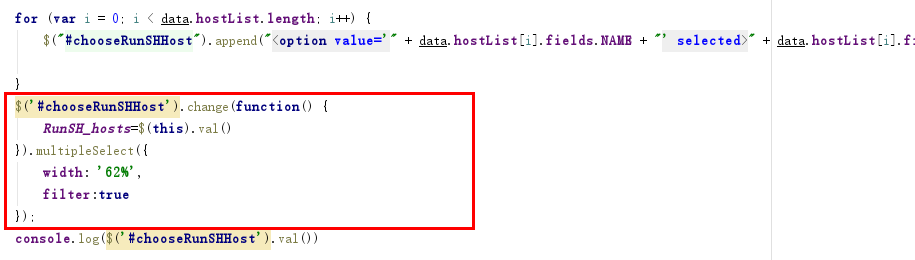 for (var i = 0; i < data.hostList.length; i++) {
$("#chooseRunSHHost").append("<option value='" + data.hostList[i].fields.NAME + "' selected>" + data.hostList[i].fi
}
$('#chooseRunSHHost').change(function() {
RunSH_hosts=$(this).val()
}).multipleSelect({
width: '62%',
filter:true
});
console.log($('#chooseRunSHHost').val())